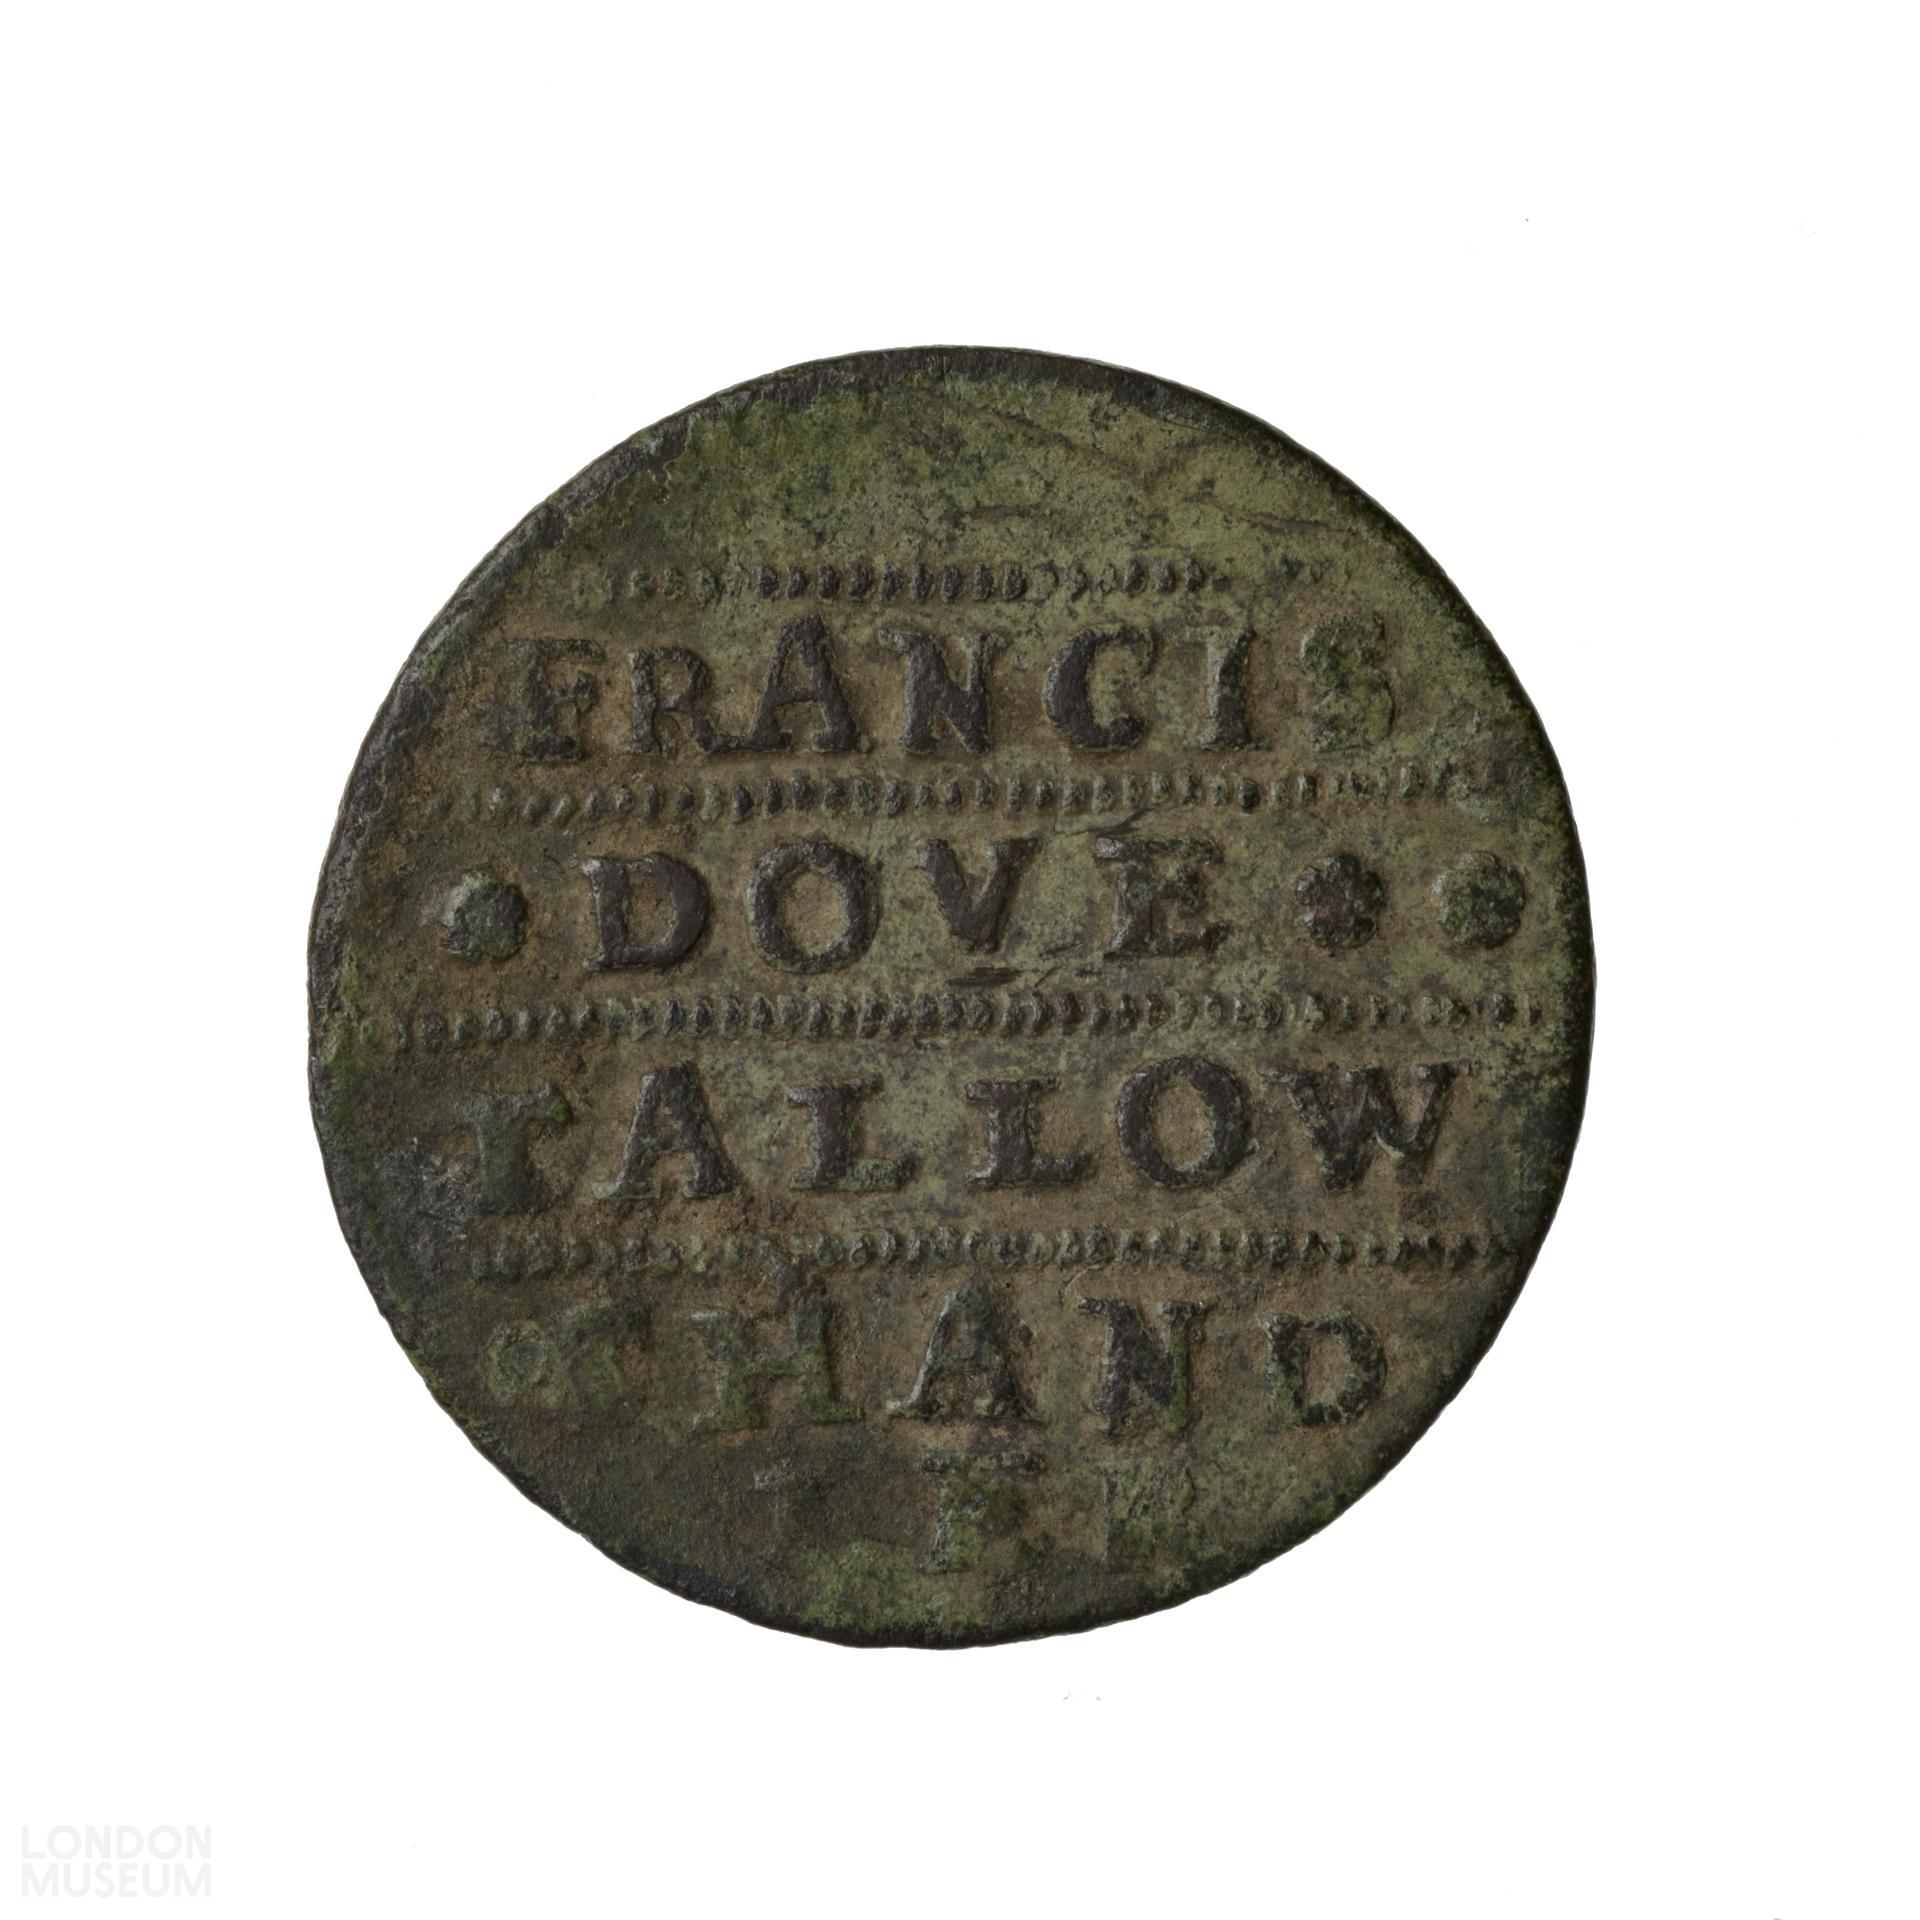 FRANCIS
DOVE
TALLOW
CHAND
LONDON
MUSEUM